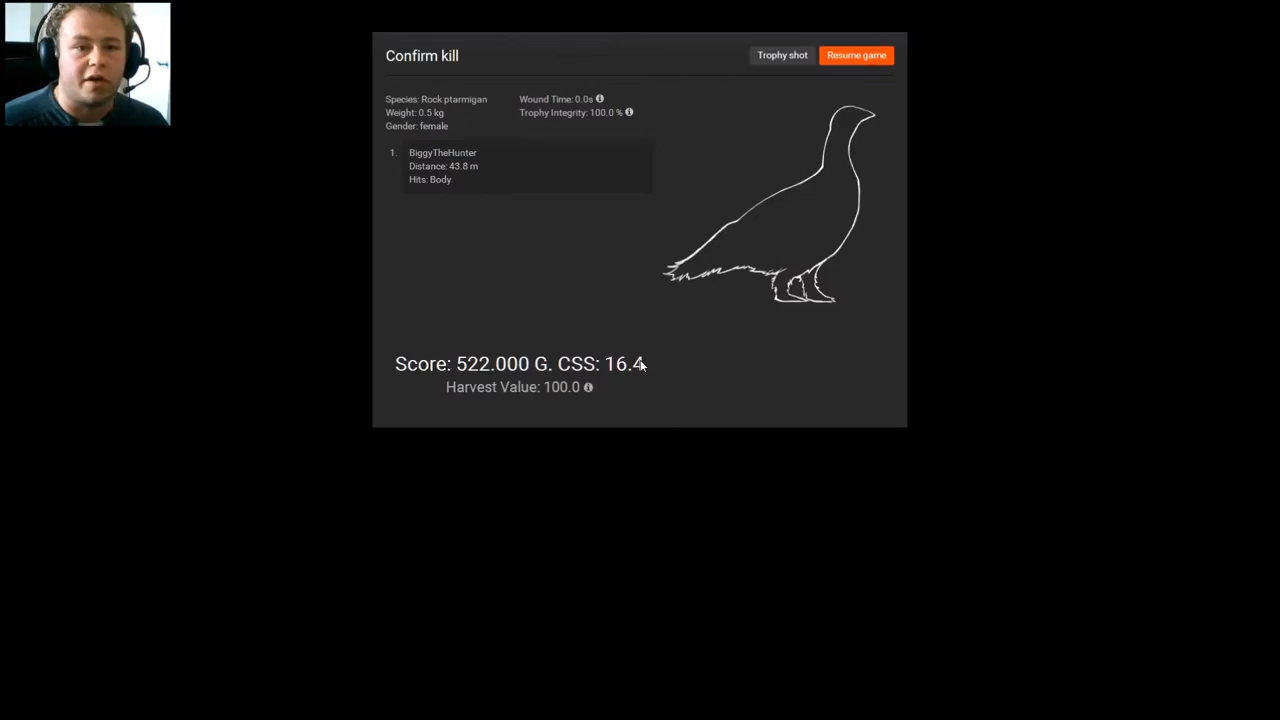 Confirm kill
Trophy shot
Resume game
Species: Rock ptarmigan
Weight: 0.5 kg
Gender: female
Wound Time: 0.0s
Trophy Integrity: 100.0 %
1.
BiggyTheHunter
Distance: 43.8 m
Hits: Body
Score: 522.000 G. CSS: 16.4
Harvest Value: 100.0